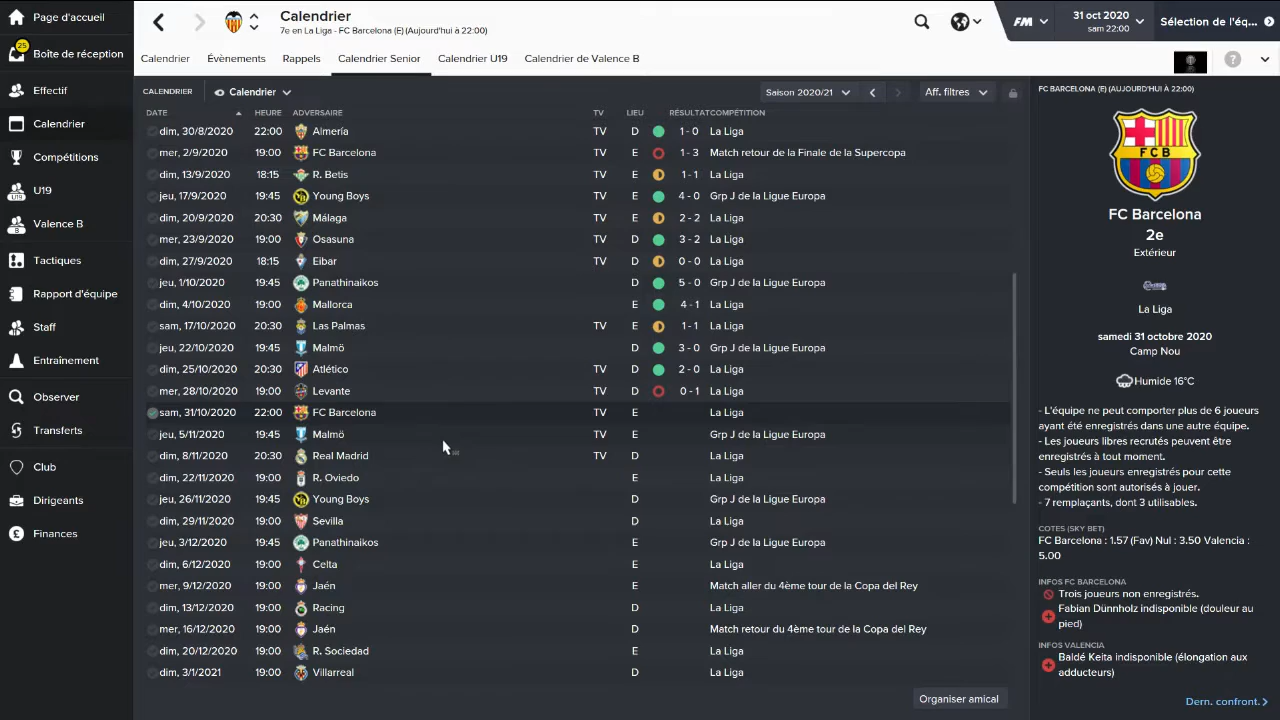 Page d'accueil
25
Boîte de réception
Effectif
Calendrier
Compétitions
U19
U19
Valence B
B
Tactiques
Rapport d'équipe
Staff
Entraînement
Observer
Transferts
Club
Dirigeants
Finances
Calendrier
7e en La Liga - FC Barcelona (E) (Aujourd'hui à 22:00)
FM
31 oct 2020
sam 22:00
Sélection de l'éq...
Calendrier Évènements Rappels Calendrier Senior Calendrier U19 Calendrier de Valence B
CALENDRIER Calendrier Saison 2020/21 Aff. filtres
DATE HEURE ADVERSAIRE TV LIEU RÉSULTAT COMPÉTITION
dim, 30/8/2020 22:00 Almería TV D 1 - 0 La Liga
mer, 2/9/2020 19:00 FC Barcelona TV E 1 - 3 Match retour de la Finale de la Supercopa
dim, 13/9/2020 18:15 R. Betis TV E 1 - 1 La Liga
jeu, 17/9/2020 19:45 Young Boys TV E 4 - 0 Grp J de la Ligue Europa
dim, 20/9/2020 20:30 Málaga TV E 2 - 2 La Liga
mer, 23/9/2020 19:00 Osasuna TV D 3 - 2 La Liga
dim, 27/9/2020 18:15 Eibar TV D 0 - 0 La Liga
jeu, 1/10/2020 19:45 Panathinaikos D 5 - 0 Grp J de la Ligue Europa
dim, 4/10/2020 19:00 Mallorca E 4 - 1 La Liga
sam, 17/10/2020 20:30 Las Palmas TV E 1 - 1 La Liga
jeu, 22/10/2020 19:45 Malmö D 3 - 0 Grp J de la Ligue Europa
dim, 25/10/2020 20:30 Atlético TV D 2 - 0 La Liga
mer, 28/10/2020 19:00 Levante TV D 0 - 1 La Liga
sam, 31/10/2020 22:00 FC Barcelona TV E La Liga
jeu, 5/11/2020 19:45 Malmö TV E Grp J de la Ligue Europa
dim, 8/11/2020 20:30 Real Madrid TV D La Liga
dim, 22/11/2020 19:00 R. Oviedo E La Liga
jeu, 26/11/2020 19:45 Young Boys D Grp J de la Ligue Europa
dim, 29/11/2020 19:00 Sevilla D La Liga
jeu, 3/12/2020 19:45 Panathinaikos E Grp J de la Ligue Europa
dim, 6/12/2020 19:00 Celta E La Liga
mer, 9/12/2020 19:00 Jaén E Match aller du 4ème tour de la Copa del Rey
dim, 13/12/2020 19:00 Racing D La Liga
mer, 16/12/2020 19:00 Jaén D Match retour du 4ème tour de la Copa del Rey
dim, 20/12/2020 19:00 R. Sociedad E La Liga
dim, 3/1/2021 19:00 Villarreal D La Liga
Organiser amical
FC BARCELONA (E) (AUJOURD'HUI À 22:00)
FCB
FC Barcelona
2e
Extérieur
La Liga
samedi 31 octobre 2020
Camp Nou
Humide 16°C
- L'équipe ne peut comporter plus de 6 joueurs
ayant été enregistrés dans une autre équipe.
- Les joueurs libres recrutés peuvent être
enregistrés à tout moment.
- Seuls les joueurs enregistrés pour cette
compétition sont autorisés à jouer.
- 7 remplaçants, dont 3 utilisables.
COTES (SKY BET)
FC Barcelona : 1.57 (Fav) Nul : 3.50 Valencia :
5.00
INFOS FC BARCELONA
Trois joueurs non enregistrés.
Fabian Dünnholz indisponible (douleur au
pied)
INFOS VALENCIA
Baldé Keita indisponible (élongation aux
adducteurs)
Dern. confront.